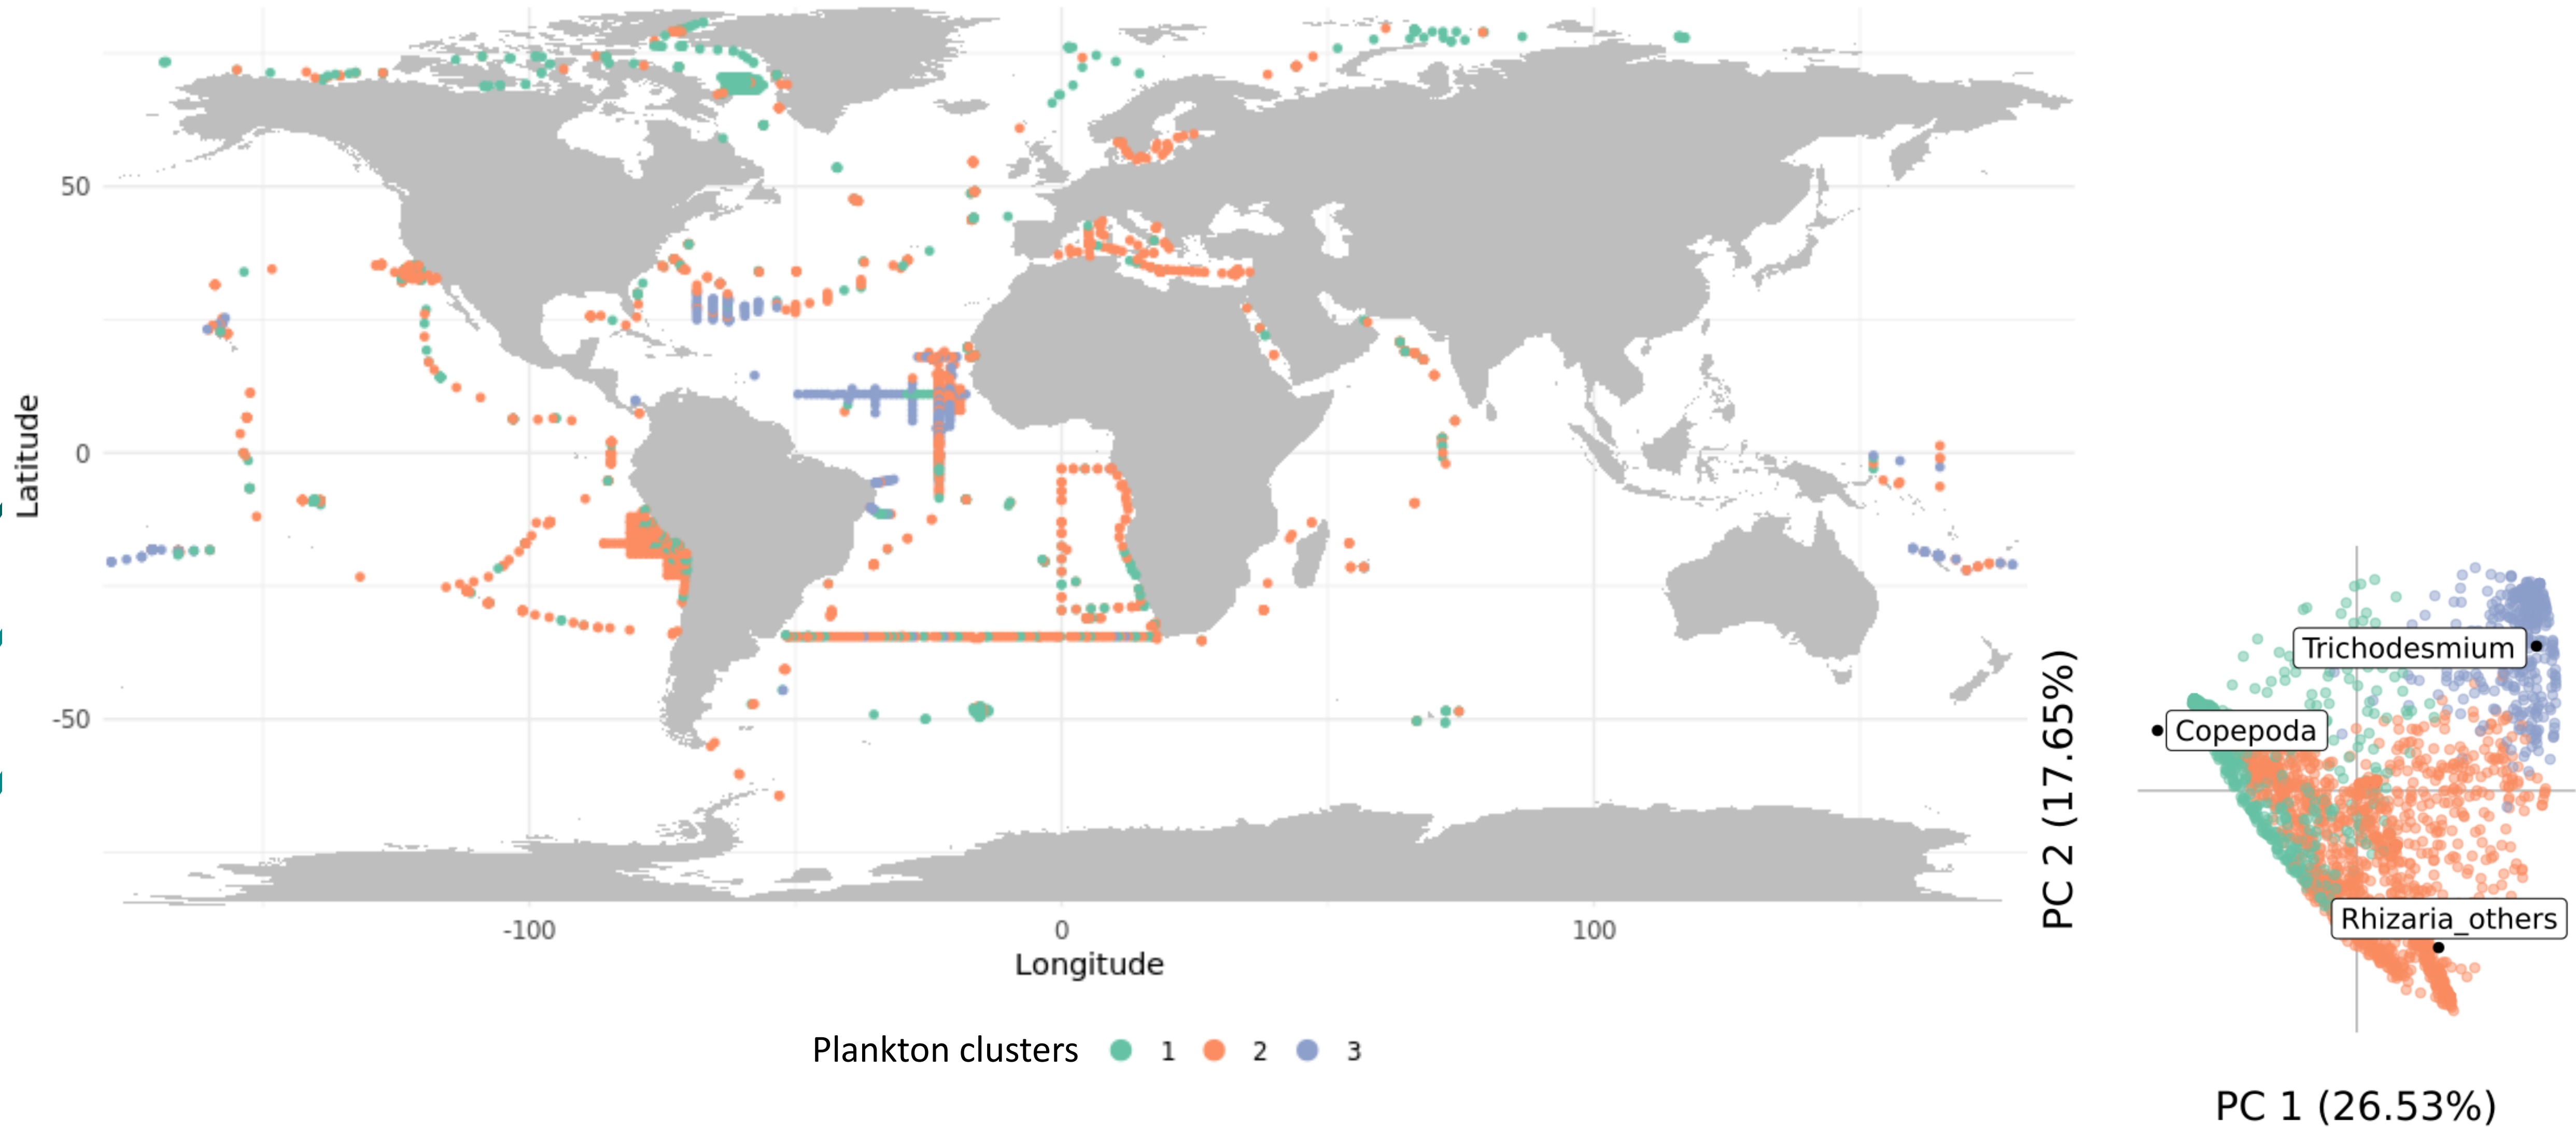 50
0
-50
Latitude
-100
0
100
Longitude
Plankton clusters 1 2 3
PC 2 (17.65%)
Trichodesmium
Copepoda
Rhizaria_others
PC 1 (26.53%)